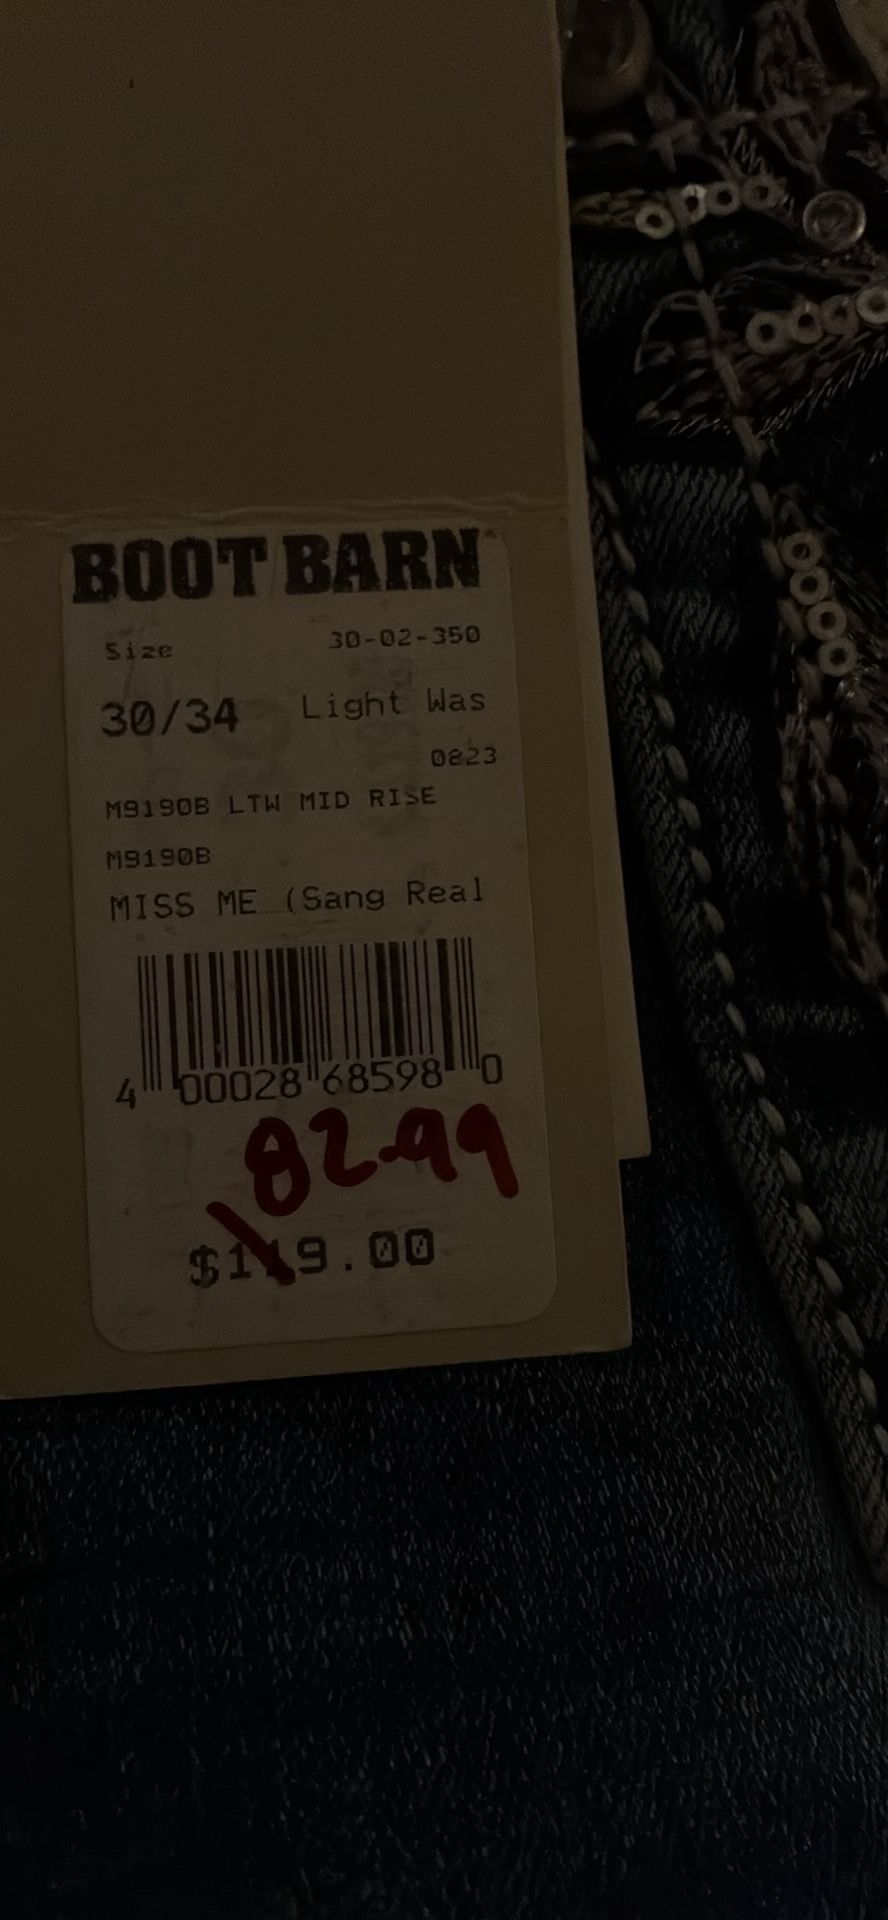 BOOT BARN
Size 30-02-350
30/34 Light Was
0823
M9190B LTW MID RISE
M9190B
MISS ME (Sang Real
4 00028 68598 0
82.99
$119.00